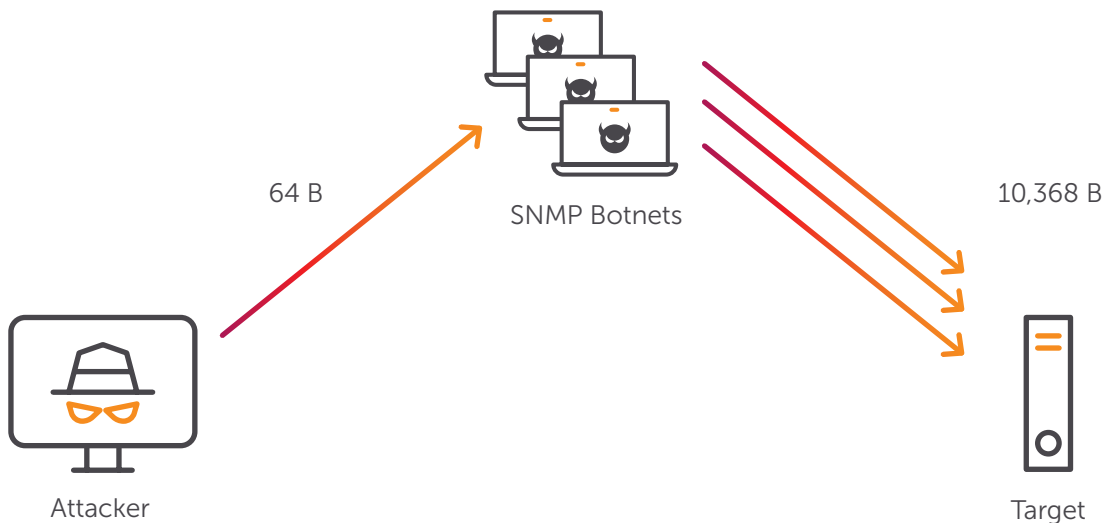 64 B
10,368 B
SNMP Botnets
Attacker
Target